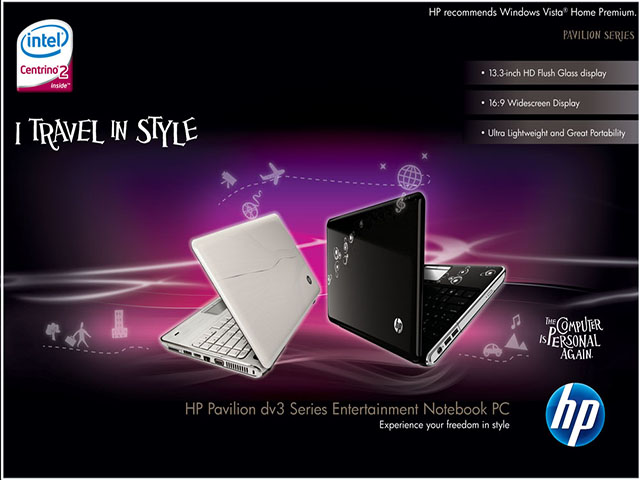 HP recommends Windows Vista® Home Premium.
intel
Centrino 2
inside™
PAVILION SERIES
• 13.3-inch HD Flush Glass display
• 16:9 Widescreen Display
• Ultra Lightweight and Great Portability
I TRAVEL IN STYLE
hp
THE COMPUTER
IS PERSONAL
AGAIN.
HP Pavilion dv3 Series Entertainment Notebook PC
Experience your freedom in style
hp